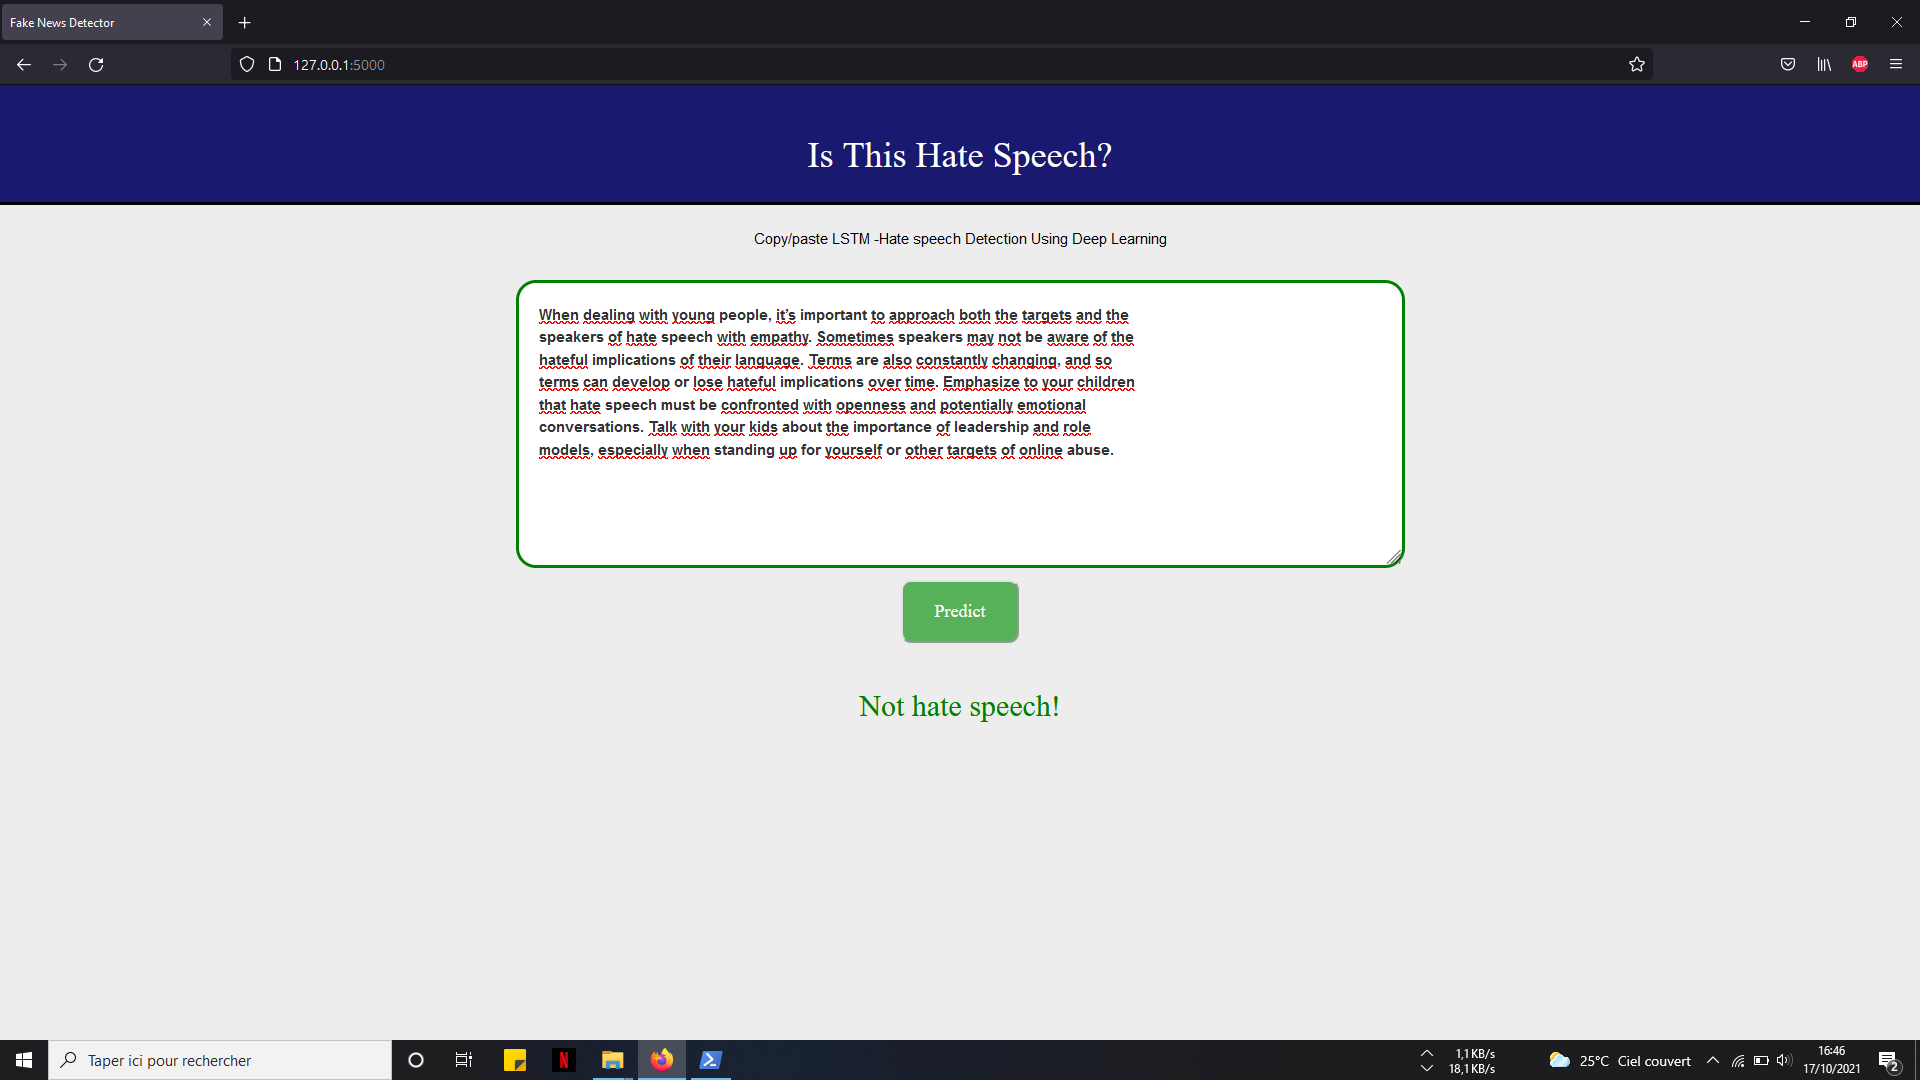 Fake News Detector
127.0.0.1:5000
ABP
Is This Hate Speech?
Copy/paste LSTM -Hate speech Detection Using Deep Learning
When dealing with young people, it’s important to approach both the targets and the
speakers of hate speech with empathy. Sometimes speakers may not be aware of the
hateful implications of their language. Terms are also constantly changing, and so
terms can develop or lose hateful implications over time. Emphasize to your children
that hate speech must be confronted with openness and potentially emotional
conversations. Talk with your kids about the importance of leadership and role
models, especially when standing up for yourself or other targets of online abuse.
Predict
Not hate speech!
Taper ici pour rechercher
N
1,1 KB/s
18,1 KB/s
25°C Ciel couvert
16:46
17/10/2021
2